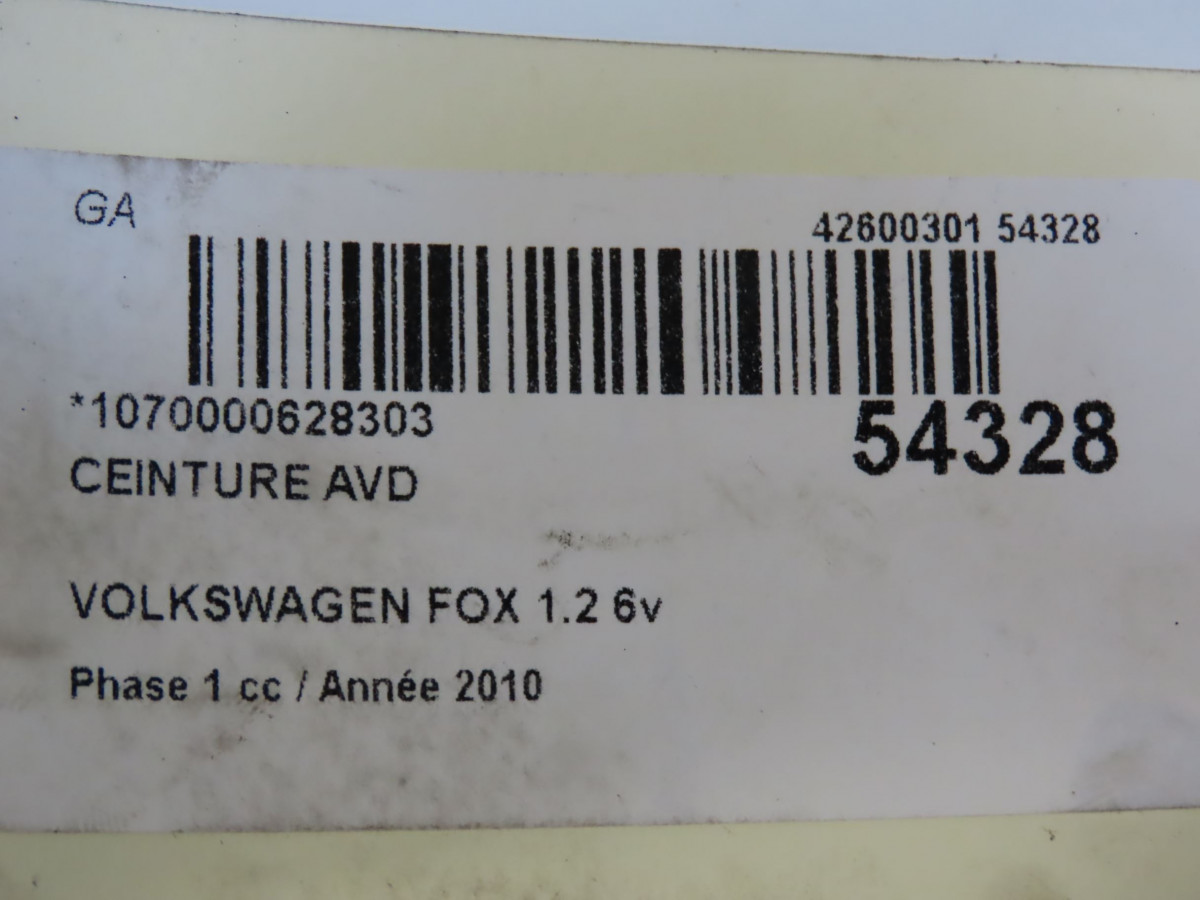 GA
42600301 54328
*1070000628303
54328
CEINTURE AVD
VOLKSWAGEN FOX 1.2 6v
Phase 1 cc / Année 2010